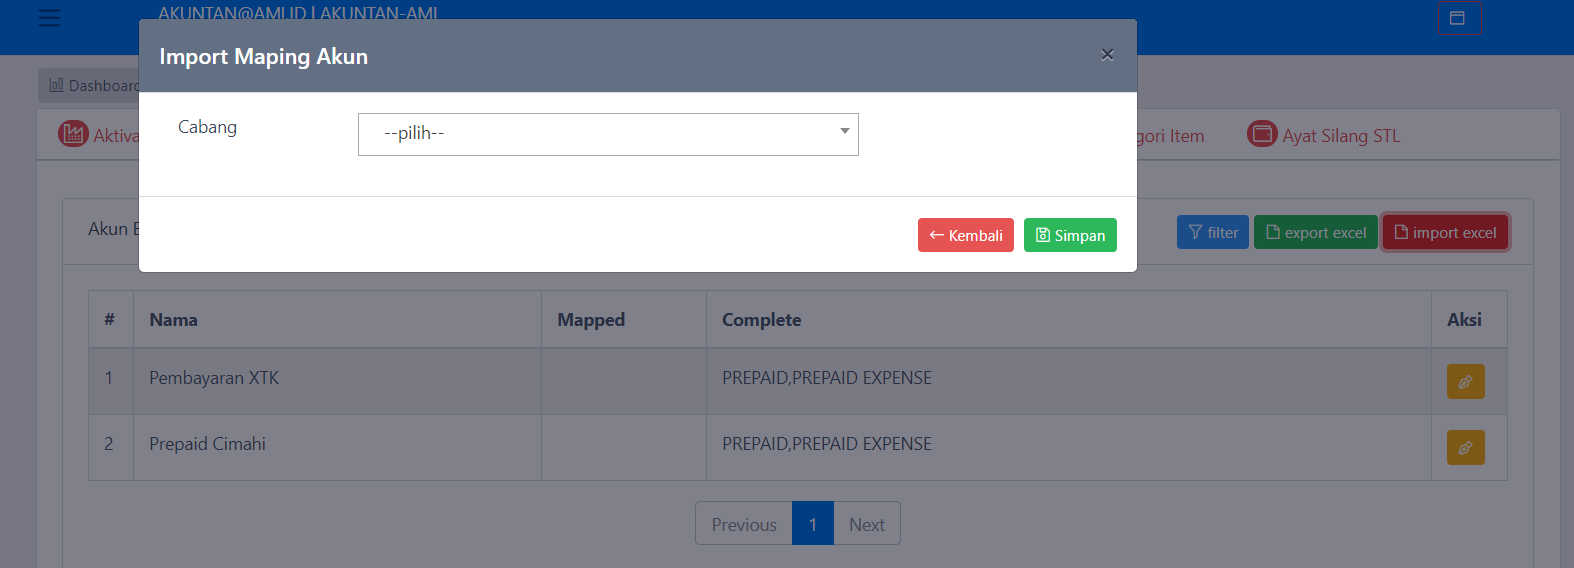 AKUNTAN@AMI.ID | AKUNTAN-AMI
Import Maping Akun
×
Dashboard
Cabang
--pilih--
Aktiva
gori Item
Ayat Silang STL
← Kembali
Simpan
Akun B
filter
export excel
import excel
# Nama Mapped Complete Aksi
1 Pembayaran XTK PREPAID,PREPAID EXPENSE
2 Prepaid Cimahi PREPAID,PREPAID EXPENSE
Previous 1 Next